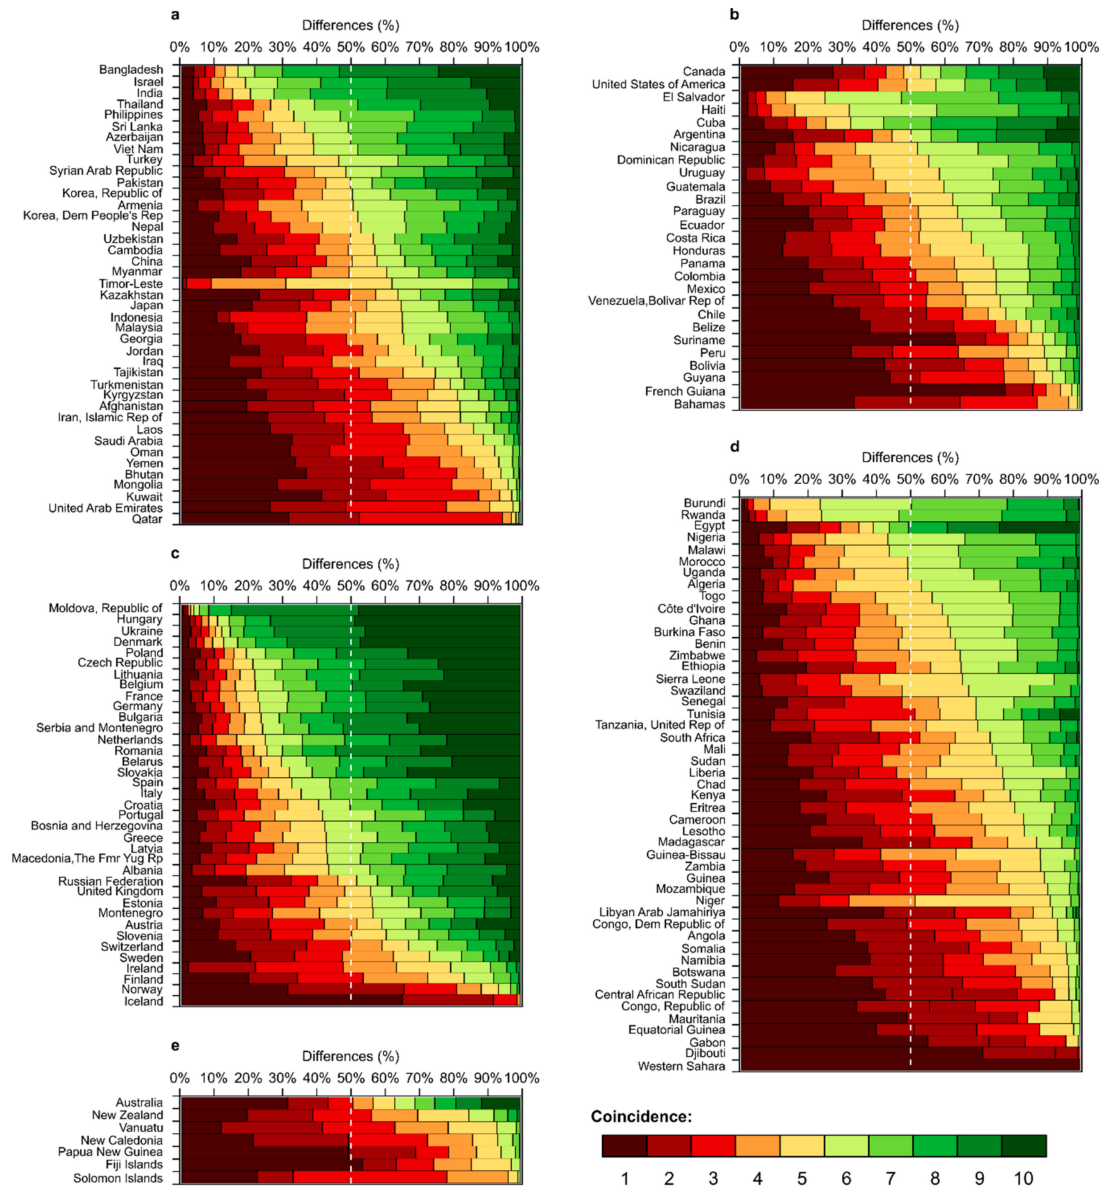 a
Differences (%)
0% 10% 20% 30% 40% 50% 60% 70% 80% 90% 100%
Bangladesh
Israel
India
Thailand
Philippines
Sri Lanka
Azerbaijan
Viet Nam
Turkey
Syrian Arab Republic
Pakistan
Korea, Republic of
Armenia
Korea, Dem People's Rep
Nepal
Uzbekistan
Cambodia
China
Myanmar
Timor-Leste
Kazakhstan
Japan
Indonesia
Malaysia
Georgia
Jordan
Iraq
Tajikistan
Turkmenistan
Kyrgyzstan
Afghanistan
Iran, Islamic Rep of
Laos
Saudi Arabia
Oman
Yemen
Bhutan
Mongolia
Kuwait
United Arab Emirates
Qatar
b
Differences (%)
0% 10% 20% 30% 40% 50% 60% 70% 80% 90% 100%
Canada
United States of America
El Salvador
Haiti
Cuba
Argentina
Nicaragua
Dominican Republic
Uruguay
Guatemala
Brazil
Paraguay
Ecuador
Costa Rica
Honduras
Panama
Colombia
Mexico
Venezuela,Bolivar Rep of
Chile
Belize
Suriname
Peru
Bolivia
Guyana
French Guiana
Bahamas
c
Differences (%)
0% 10% 20% 30% 40% 50% 60% 70% 80% 90% 100%
Moldova, Republic of
Hungary
Ukraine
Denmark
Poland
Czech Republic
Lithuania
Belgium
France
Germany
Bulgaria
Serbia and Montenegro
Netherlands
Romania
Belarus
Slovakia
Spain
Italy
Croatia
Portugal
Bosnia and Herzegovina
Greece
Latvia
Macedonia,The Fmr Yug Rp
Albania
Russian Federation
United Kingdom
Estonia
Montenegro
Austria
Slovenia
Switzerland
Sweden
Ireland
Finland
Norway
Iceland
d
Differences (%)
0% 10% 20% 30% 40% 50% 60% 70% 80% 90% 100%
Burundi
Rwanda
Egypt
Nigeria
Malawi
Morocco
Uganda
Algeria
Togo
Côte d'Ivoire
Ghana
Burkina Faso
Benin
Zimbabwe
Ethiopia
Sierra Leone
Swaziland
Senegal
Tunisia
Tanzania, United Rep of
South Africa
Mali
Sudan
Liberia
Chad
Kenya
Eritrea
Cameroon
Lesotho
Madagascar
Guinea-Bissau
Zambia
Guinea
Mozambique
Niger
Libyan Arab Jamahiriya
Congo, Dem Republic of
Angola
Somalia
Namibia
Botswana
South Sudan
Central African Republic
Congo, Republic of
Mauritania
Equatorial Guinea
Gabon
Djibouti
Western Sahara
e
Differences (%)
0% 10% 20% 30% 40% 50% 60% 70% 80% 90% 100%
Australia
New Zealand
Vanuatu
New Caledonia
Papua New Guinea
Fiji Islands
Solomon Islands
Coincidence:
1 2 3 4 5 6 7 8 9 10